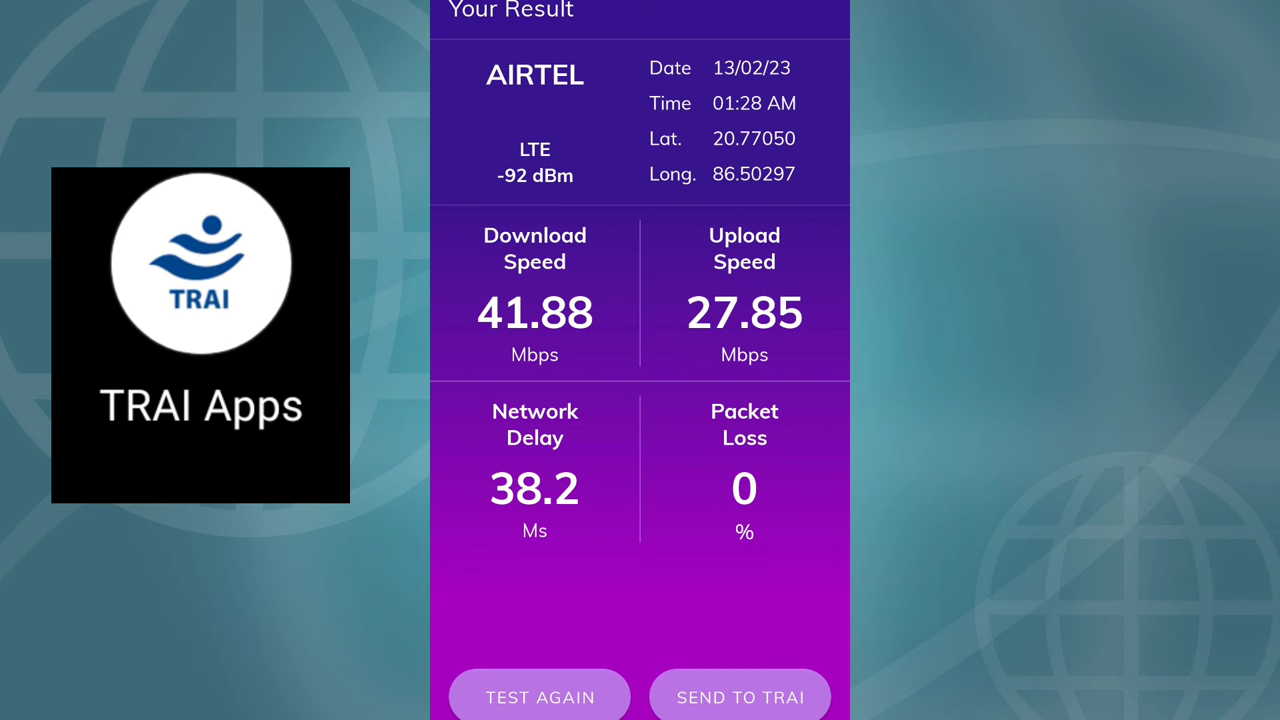 TRAI
TRAI Apps
Your Result
AIRTEL
LTE
-92 dBm
Date 13/02/23
Time 01:28 AM
Lat. 20.77050
Long. 86.50297
Download
Speed
41.88
Mbps
Upload
Speed
27.85
Mbps
Network
Delay
38.2
Ms
Packet
Loss
0
%
TEST AGAIN
SEND TO TRAI